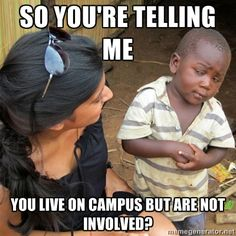 SO YOU'RE TELLING
ME
YOU LIVE ON CAMPUS BUT ARE NOT
INVOLVED?
memegenerator.net